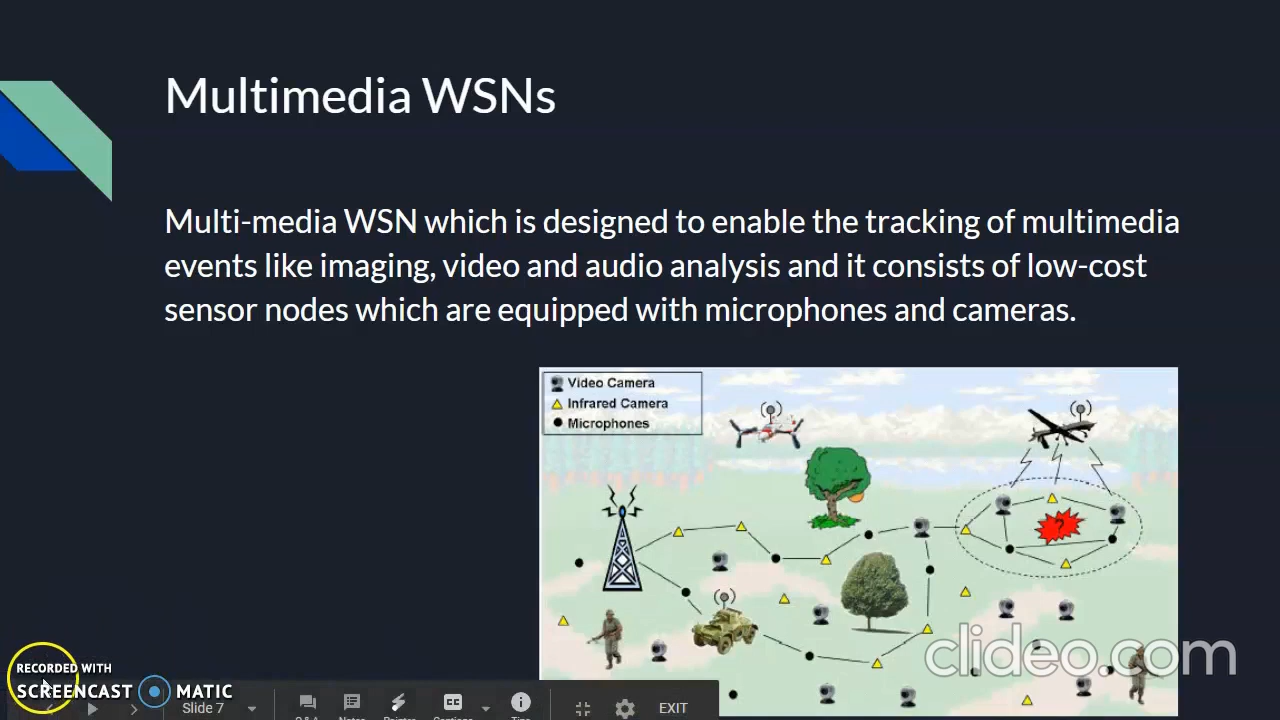 Multimedia WSNs
Multi-media WSN which is designed to enable the tracking of multimedia
events like imaging, video and audio analysis and it consists of low-cost
sensor nodes which are equipped with microphones and cameras.
Video Camera
Infrared Camera
Microphones
?
clideo.com
RECORDED WITH
SCREENCAST MATIC
Slide 7
EXIT